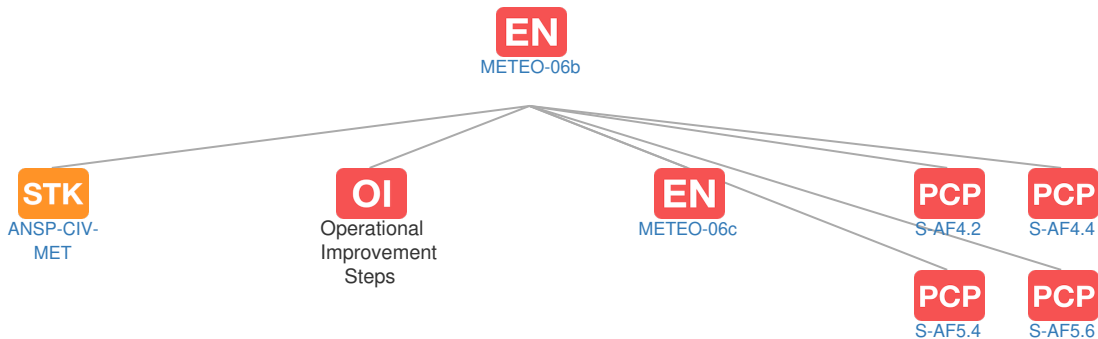 EN
METEO-06b
STK
ANSP-CIV-
MET
OI
Operational
Improvement
Steps
EN
METEO-06c
PCP
S-AF4.2
PCP
S-AF4.4
PCP
S-AF5.4
PCP
S-AF5.6